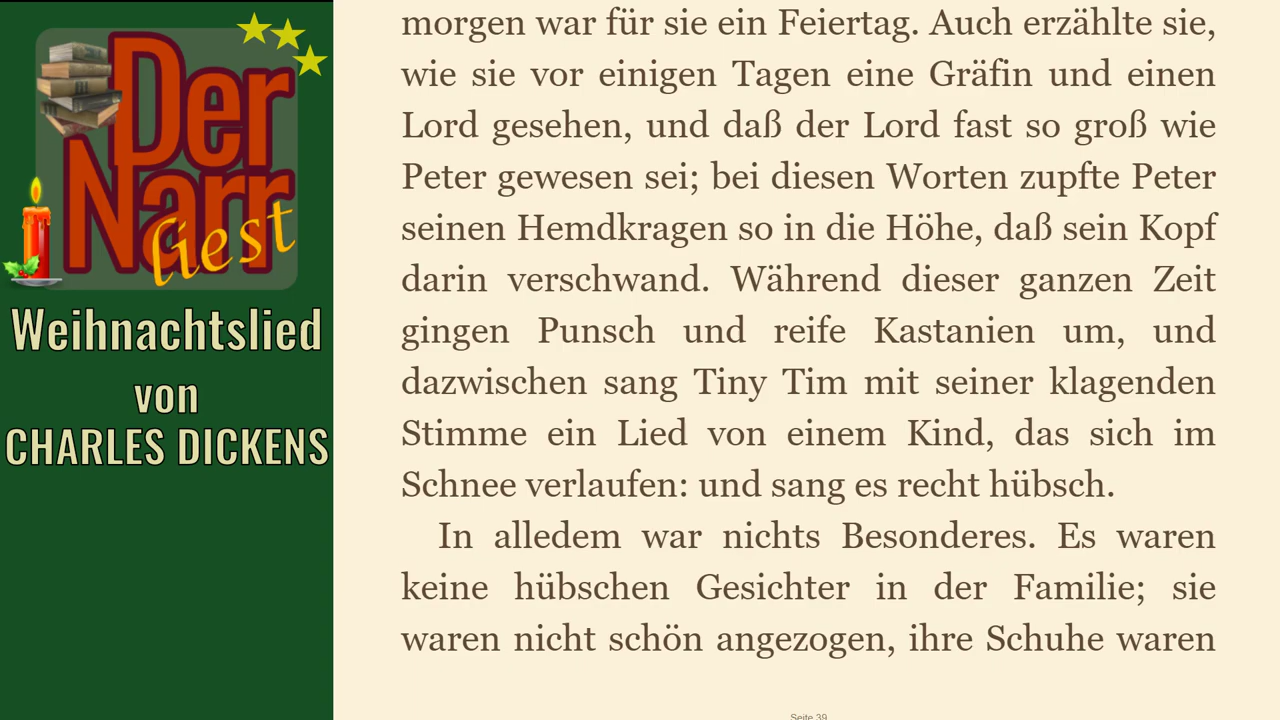 Der
Narr
liest
Weihnachtslied
von
CHARLES DICKENS
morgen war für sie ein Feiertag. Auch erzählte sie,
wie sie vor einigen Tagen eine Gräfin und einen
Lord gesehen, und daß der Lord fast so groß wie
Peter gewesen sei; bei diesen Worten zupfte Peter
seinen Hemdkragen so in die Höhe, daß sein Kopf
darin verschwand. Während dieser ganzen Zeit
gingen Punsch und reife Kastanien um, und
dazwischen sang Tiny Tim mit seiner klagenden
Stimme ein Lied von einem Kind, das sich im
Schnee verlaufen: und sang es recht hübsch.
In alledem war nichts Besonderes. Es waren
keine hübschen Gesichter in der Familie; sie
waren nicht schön angezogen, ihre Schuhe waren
Seite 39